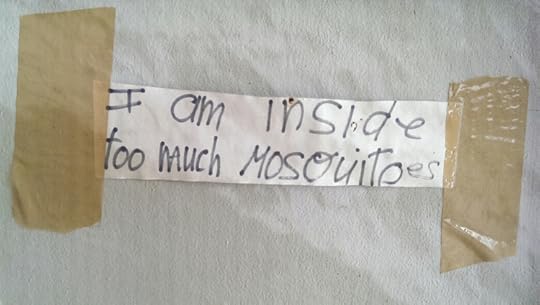 I am inside
too much MOSQUITOes